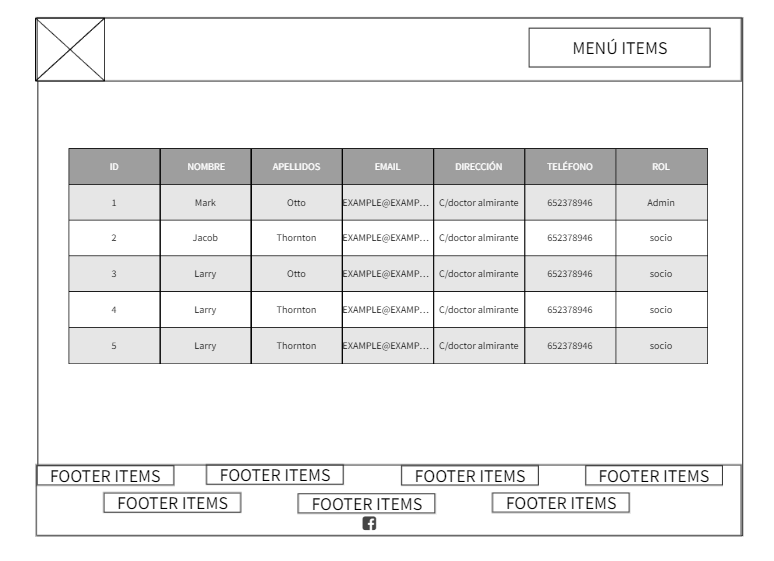 MENÚ ITEMS
ID NOMBRE APELLIDOS EMAIL DIRECCIÓN TELÉFONO ROL
1 Mark Otto EXAMPLE@EXAMP... C/doctor almirante 652378946 Admin
2 Jacob Thornton EXAMPLE@EXAMP... C/doctor almirante 652378946 socio
3 Larry Otto EXAMPLE@EXAMP... C/doctor almirante 652378946 socio
4 Larry Thornton EXAMPLE@EXAMP... C/doctor almirante 652378946 socio
5 Larry Thornton EXAMPLE@EXAMP... C/doctor almirante 652378946 socio
FOOTER ITEMS FOOTER ITEMS FOOTER ITEMS FOOTER ITEMS
FOOTER ITEMS FOOTER ITEMS FOOTER ITEMS